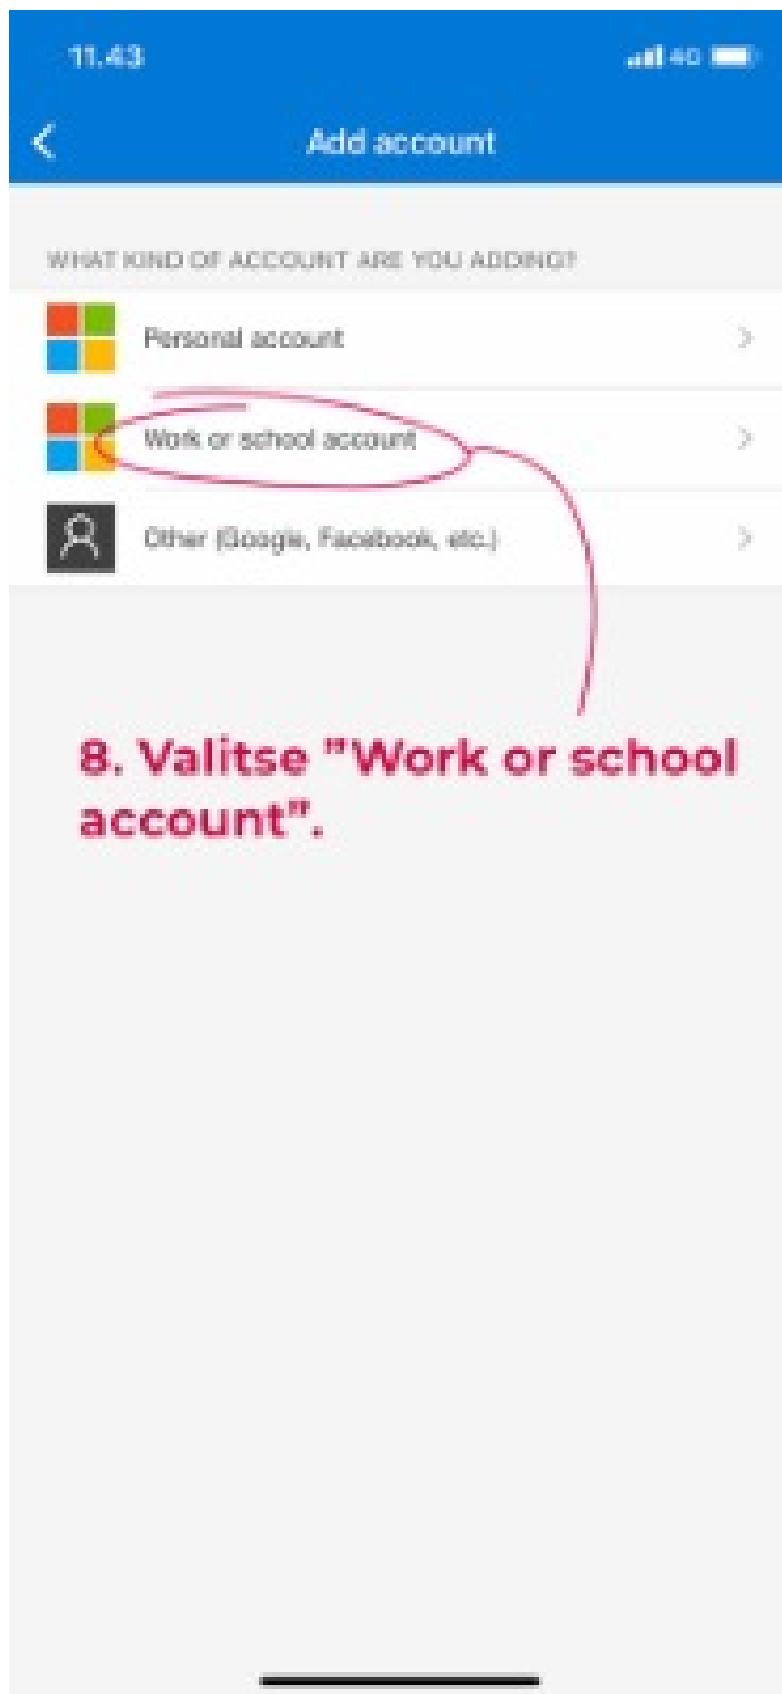 11.43
4G
Add account
WHAT KIND OF ACCOUNT ARE YOU ADDING?
Personal account
Work or school account
Other (Google, Facebook, etc.)
8. Valitse ”Work or school
account”.